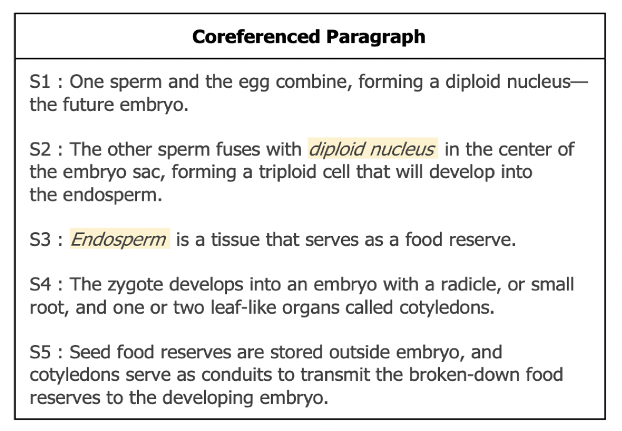 Coreferenced Paragraph
S1 : One sperm and the egg combine, forming a diploid nucleus—
the future embryo.
S2 : The other sperm fuses with diploid nucleus in the center of
the embryo sac, forming a triploid cell that will develop into
the endosperm.
S3 : Endosperm is a tissue that serves as a food reserve.
S4 : The zygote develops into an embryo with a radicle, or small
root, and one or two leaf-like organs called cotyledons.
S5 : Seed food reserves are stored outside embryo, and
cotyledons serve as conduits to transmit the broken-down food
reserves to the developing embryo.